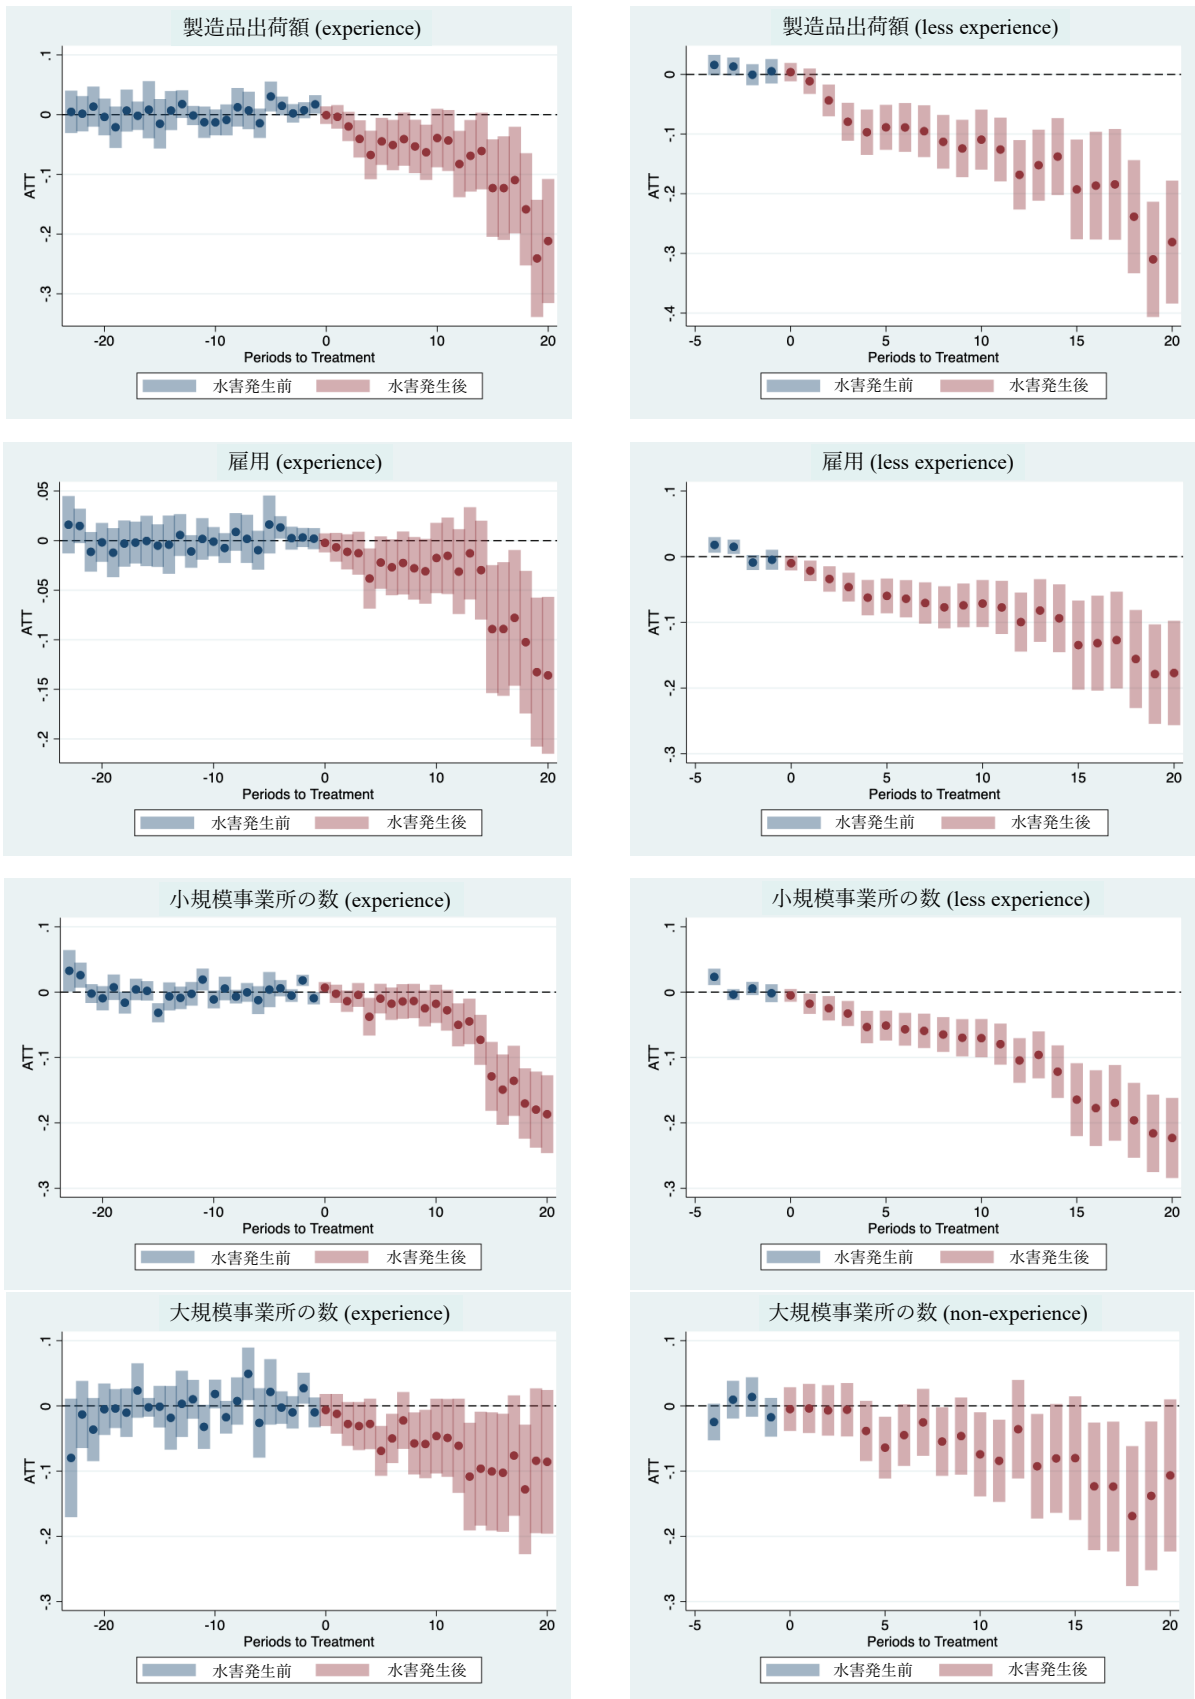 製造品出荷額 (experience)
.1
0
-.1
-.2
-.3
ATT
-20
-10
0
10
20
Periods to Treatment
水害発生前
水害発生後
製造品出荷額 (less experience)
0
-.1
-.2
-.3
-.4
ATT
-5
0
5
10
15
20
Periods to Treatment
水害発生前
水害発生後
雇用 (experience)
.05
0
-.05
-.1
-.15
-.2
ATT
-20
-10
0
10
20
Periods to Treatment
水害発生前
水害発生後
雇用 (less experience)
.1
0
-.1
-.2
-.3
ATT
-5
0
5
10
15
20
Periods to Treatment
水害発生前
水害発生後
小規模事業所の数 (experience)
.1
0
-.1
-.2
-.3
ATT
-20
-10
0
10
20
Periods to Treatment
水害発生前
水害発生後
小規模事業所の数 (less experience)
.1
0
-.1
-.2
-.3
ATT
-5
0
5
10
15
20
Periods to Treatment
水害発生前
水害発生後
大規模事業所の数 (experience)
.1
0
-.1
-.2
-.3
ATT
-20
-10
0
10
20
Periods to Treatment
水害発生前
水害発生後
大規模事業所の数 (non-experience)
.1
0
-.1
-.2
-.3
ATT
-5
0
5
10
15
20
Periods to Treatment
水害発生前
水害発生後